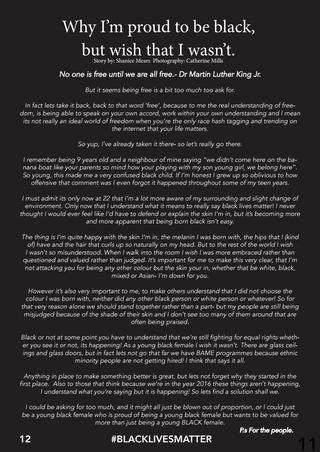 Why I'm proud to be black,
but wish that I wasn't.
Story by: Shanice Mears  Photography: Catherine Mills
No one is free until we are all free.- Dr Martin Luther King Jr.
But it seems being free is a bit too much too ask for.
In fact lets take it back, back to that word 'free', because to me the real understanding of free-
dom, is being able to speak on your own accord, work within your own understanding and I mean
its not really an ideal world of freedom when you're the only race hash tagging and trending on
the internet that your life matters.
So yup, I've already taken it there- so let's really go there.
I remember being 9 years old and a neighbour of mine saying "we didn't come here on the ba-
nana boat like your parents so mind how your playing with my son young girl, we belong here".
So young, this made me a very confused black child. If I'm honest I grew up so oblivious to how
offensive that comment was I even forgot it happened throughout some of my teen years.
I must admit its only now at 22 that I'm a lot more aware of my surrounding and slight change of
environment. Only now that I understand what it means to really say black lives matter! I never
thought I would ever feel like I'd have to defend or explain the skin I'm in, but it's becoming more
and more apparent that being born black isn't easy.
The thing is I'm quite happy with the skin I'm in, the melanin I was born with, the hips that I (kind
of) have and the hair that curls up so naturally on my head. But to the rest of the world I wish
I wasn't so misunderstood. When I walk into the room I wish I was more embraced rather than
questioned and valued rather than judged. It's important for me to make this very clear, that I'm
not attacking you for being any other colour but the skin your in, whether that be white, black,
mixed or Asian- I'm down for you.
However it's also very important to me, to make others understand that I did not choose the
colour I was born with, neither did any other black person or white person or whatever! So for
that very reason alone we should stand together rather than a part- but my people are still being
misjudged because of the shade of their skin and I don't see too many of them around that are
often being praised.
Black or not at some point you have to understand that we're still fighting for equal rights wheth-
er you see it or not, its happening! As a young black female I wish it wasn't. There are glass ceil-
ings and glass doors, but in fact lets not go that far we have BAME programmes because ethnic
minority people are not getting hired! I think that says it all.
Anything in place to make something better is great, but lets not forget why they started in the
first place.  Also to those that think because we're in the year 2016 these things aren't happening,
I understand what you're saying but it is happening! So lets find a solution shall we.
I could be asking for too much, and it might all just be blown out of proportion, or I could just
be a young black female who is proud of being a young black female but wants to be valued for
more than just being a young BLACK female.
P.s For the people.
12
#BLACKLIVESMATTER
11